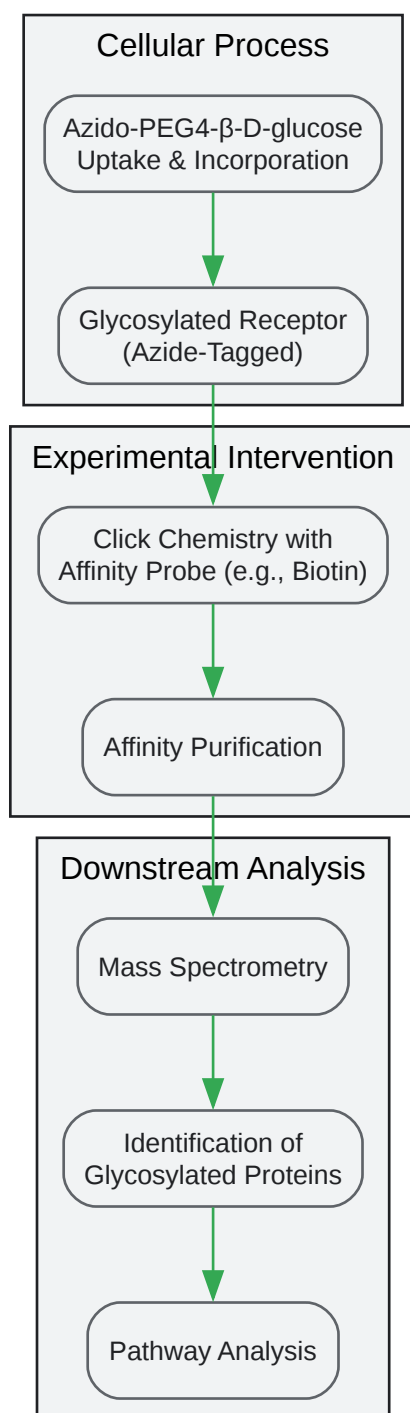 Cellular Process
Azido-PEG4-β-D-glucose
Uptake & Incorporation
Glycosylated Receptor
(Azide-Tagged)
Experimental Intervention
Click Chemistry with
Affinity Probe (e.g., Biotin)
Affinity Purification
Downstream Analysis
Mass Spectrometry
Identification of
Glycosylated Proteins
Pathway Analysis